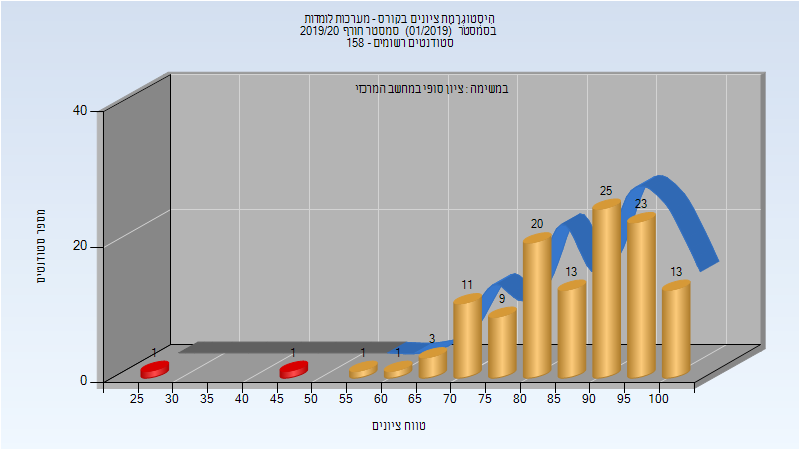 היסטוגרמת ציונים בקורס - מערכות לומדות
בסמסטר (01/2019) סמסטר חורף 2019/20
סטודנטים רשומים - 158
במשימה : ציון סופי במחשב המרכזי
מספר סטודנטים
40
20
0
1
1
1
1
3
11
9
20
13
25
23
13
25 30 35 40 45 50 55 60 65 70 75 80 85 90 95 100
טווח ציונים